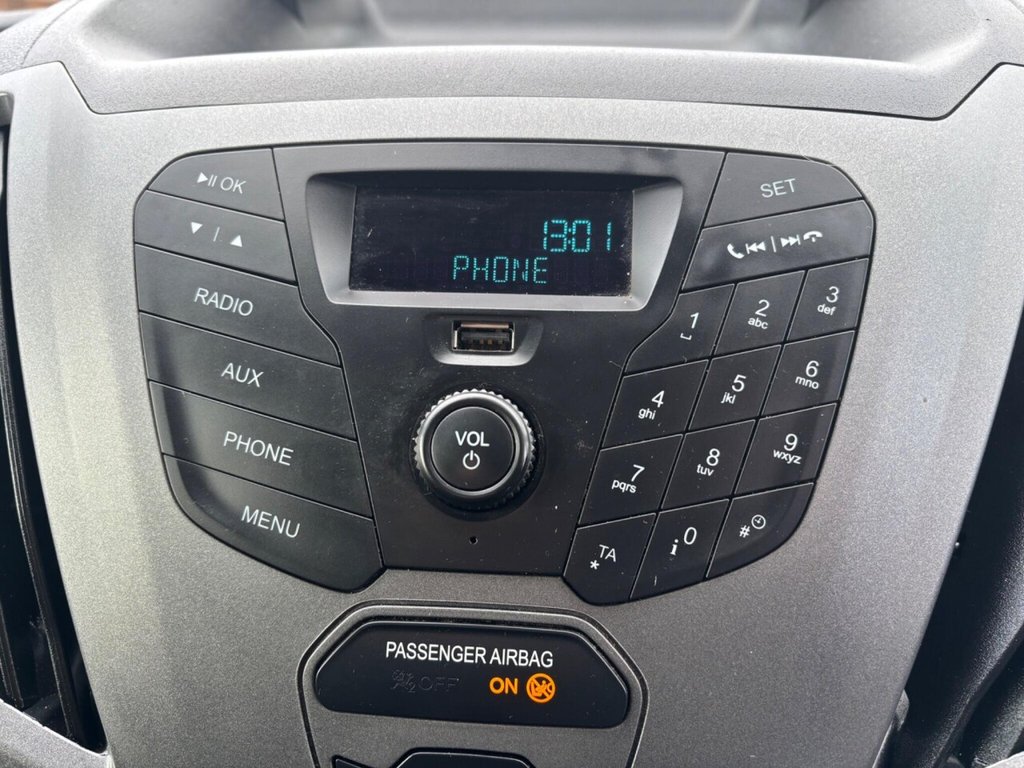 OK
SET
13:01
PHONE
RADIO
1
2
abc
3
def
AUX
4
ghi
5
jkl
6
mno
VOL
PHONE
7
pqrs
8
tuv
9
wxyz
MENU
TA
*
i 0
#
PASSENGER AIRBAG
2 OFF
ON